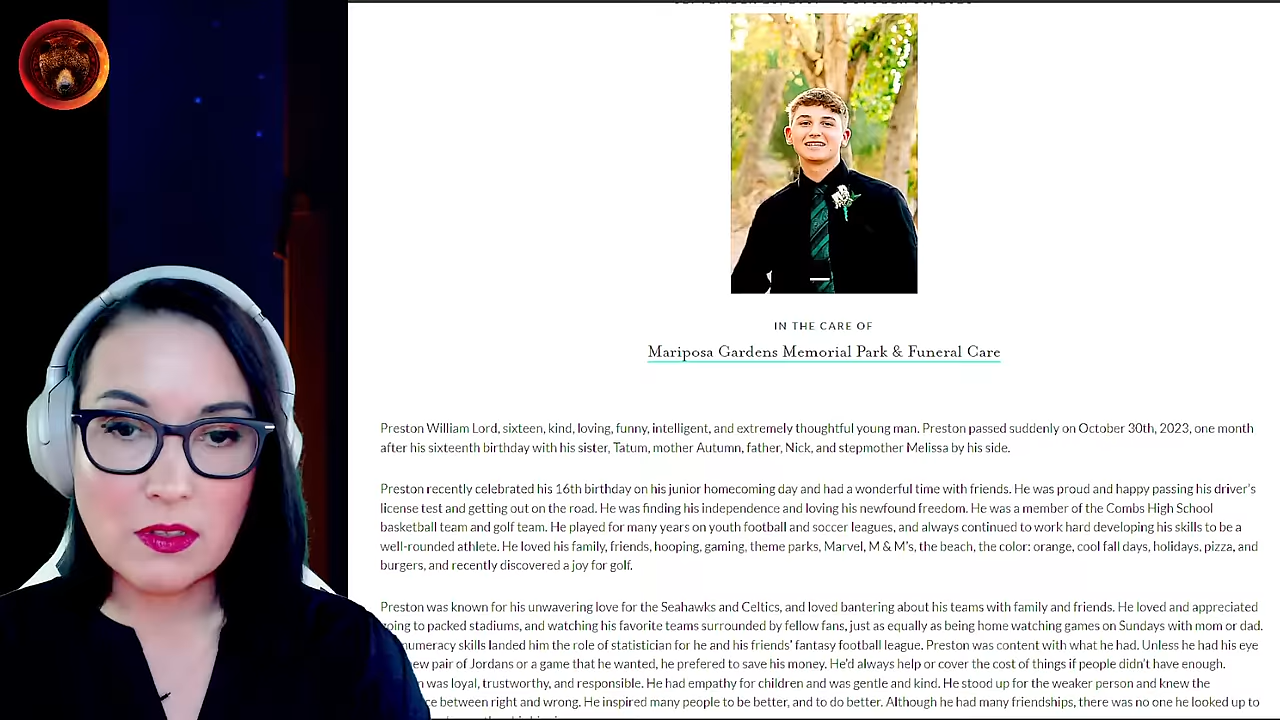 IN THE CARE OF
Mariposa Gardens Memorial Park & Funeral Care
Preston William Lord, sixteen, kind, loving, funny, intelligent, and extremely thoughtful young man. Preston passed suddenly on October 30th, 2023, one month
after his sixteenth birthday with his sister, Tatum, mother Autumn, father, Nick, and stepmother Melissa by his side.
Preston recently celebrated his 16th birthday on his junior homecoming day and had a wonderful time with friends. He was proud and happy passing his driver's
license test and getting out on the road. He was finding his independence and loving his newfound freedom. He was a member of the Combs High School
basketball team and golf team. He played for many years on youth football and soccer leagues, and always continued to work hard developing his skills to be a
well-rounded athlete. He loved his family, friends, hooping, gaming, theme parks, Marvel, M & M's, the beach, the color: orange, cool fall days, holidays, pizza, and
burgers, and recently discovered a joy for golf.
Preston was known for his unwavering love for the Seahawks and Celtics, and loved bantering about his teams with family and friends. He loved and appreciated
going to packed stadiums, and watching his favorite teams surrounded by fellow fans, just as equally as being home watching games on Sundays with mom or dad.
numeracy skills landed him the role of statistician for he and his friends' fantasy football league. Preston was content with what he had. Unless he had his eye
new pair of Jordans or a game that he wanted, he prefered to save his money. He'd always help or cover the cost of things if people didn't have enough.
was loyal, trustworthy, and responsible. He had empathy for children and was gentle and kind. He stood up for the weaker person and knew the
between right and wrong. He inspired many people to be better, and to do better. Although he had many friendships, there was no one he looked up to